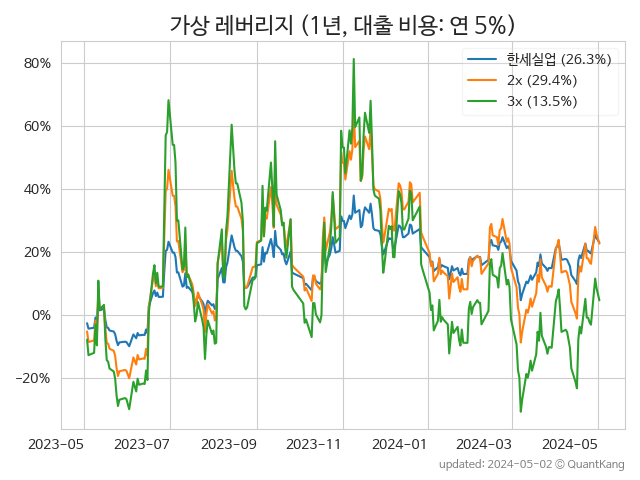 가상 레버리지 (1년, 대출 비용: 연 5%)
한세실업 (26.3%)
2x (29.4%)
3x (13.5%)
80%
60%
40%
20%
0%
−20%
2023-05
2023-07
2023-09
2023-11
2024-01
2024-03
2024-05
updated: 2024-05-02 © QuantKang